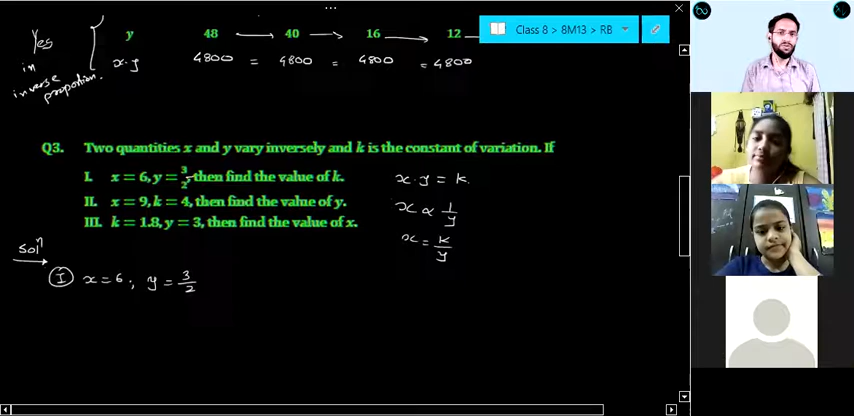 Yes
in
inverse
proportion.
y 48 → 40 → 16 → 12
x.y 4800 = 4800 = 4800 = 4800
Class 8 > 8M13 > RB
Q3. Two quantities x and y vary inversely and k is the constant of variation. If
I. x = 6, y = 3/2, then find the value of k.
II. x = 9, k = 4, then find the value of y.
III. k = 1.8, y = 3, then find the value of x.
x . y = k.
x ∝ 1/y
x = k/y
Solⁿ
I x = 6 ; y = 3/2